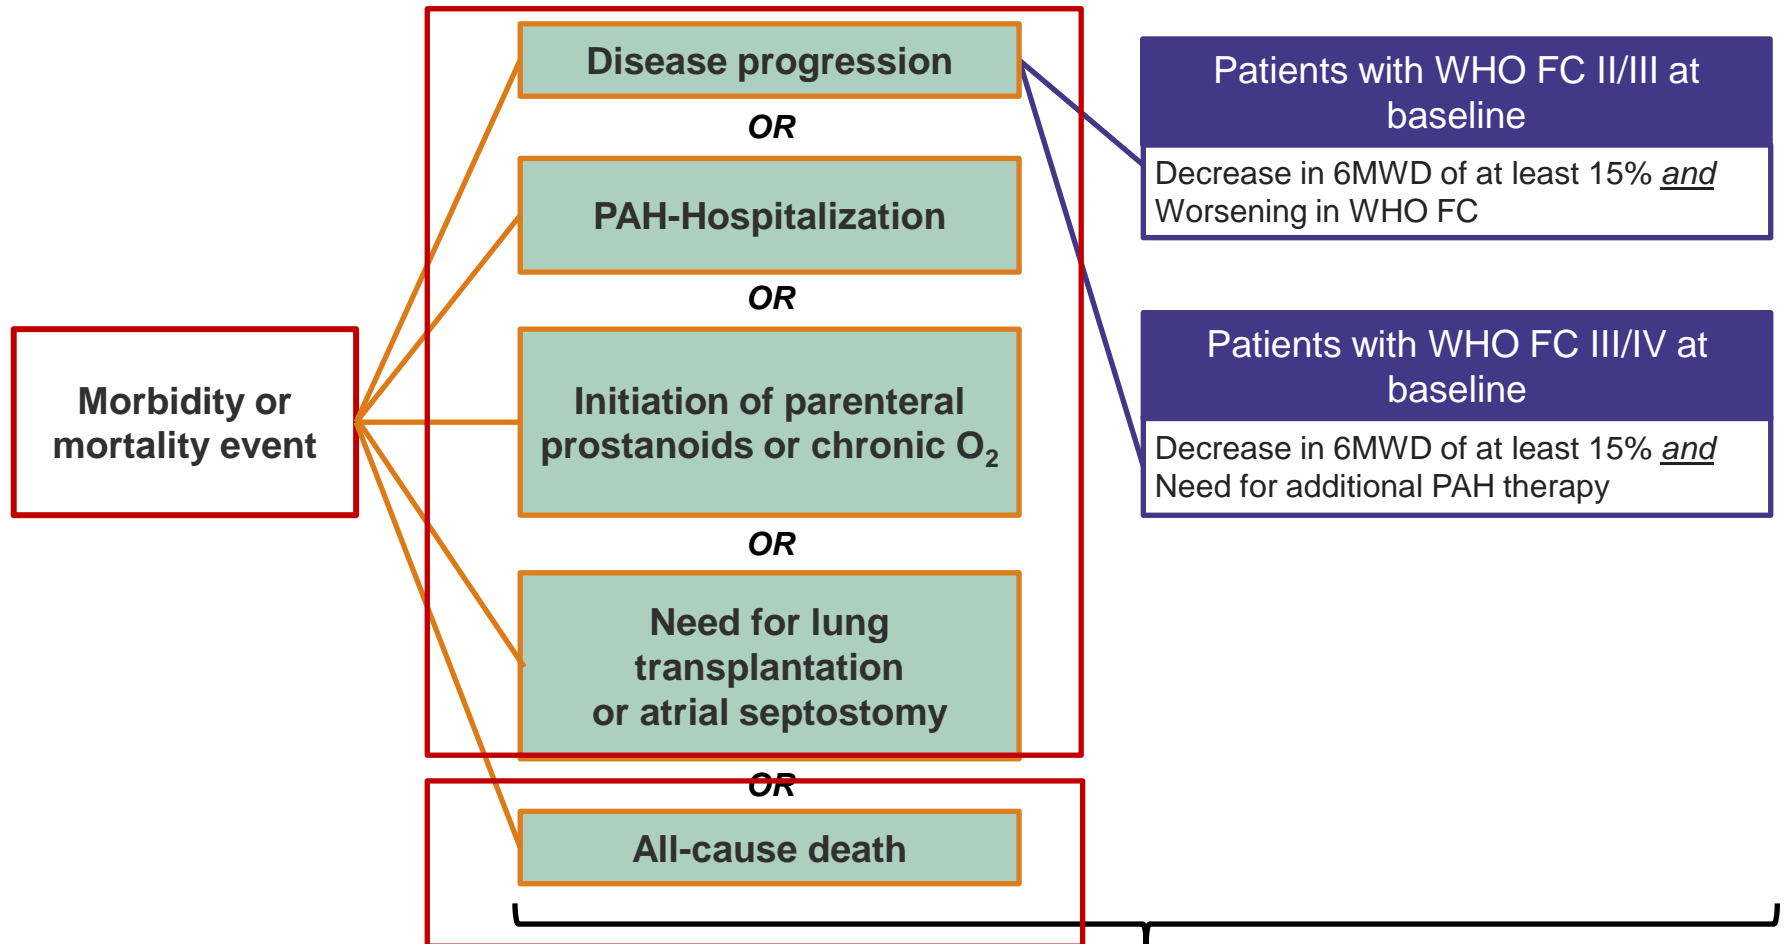 Disease progression
OR
PAH-Hospitalization
OR
Morbidity or
mortality event
Initiation of parenteral
prostanoids or chronic O₂
OR
Need for lung
transplantation
or atrial septostomy
OR
All-cause death
Patients with WHO FC II/III at
baseline
Decrease in 6MWD of at least 15% and
Worsening in WHO FC
Patients with WHO FC III/IV at
baseline
Decrease in 6MWD of at least 15% and
Need for additional PAH therapy